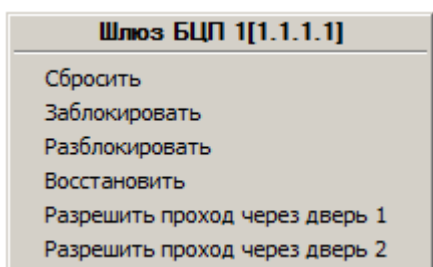 Шлюз БЦП 1[1.1.1.1]
Сбросить
Заблокировать
Разблокировать
Восстановить
Разрешить проход через дверь 1
Разрешить проход через дверь 2